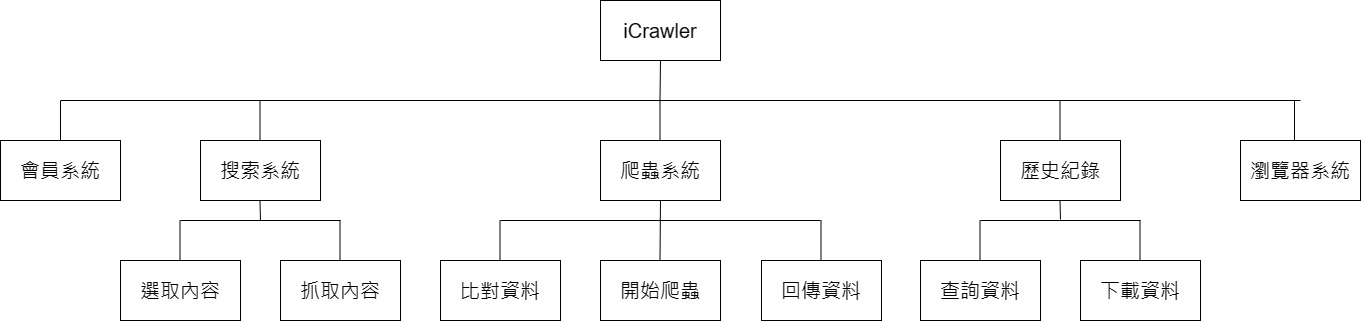 iCrawler
會員系統
搜索系統
爬蟲系統
歷史紀錄
瀏覽器系統
選取內容
抓取內容
比對資料
開始爬蟲
回傳資料
查詢資料
下載資料